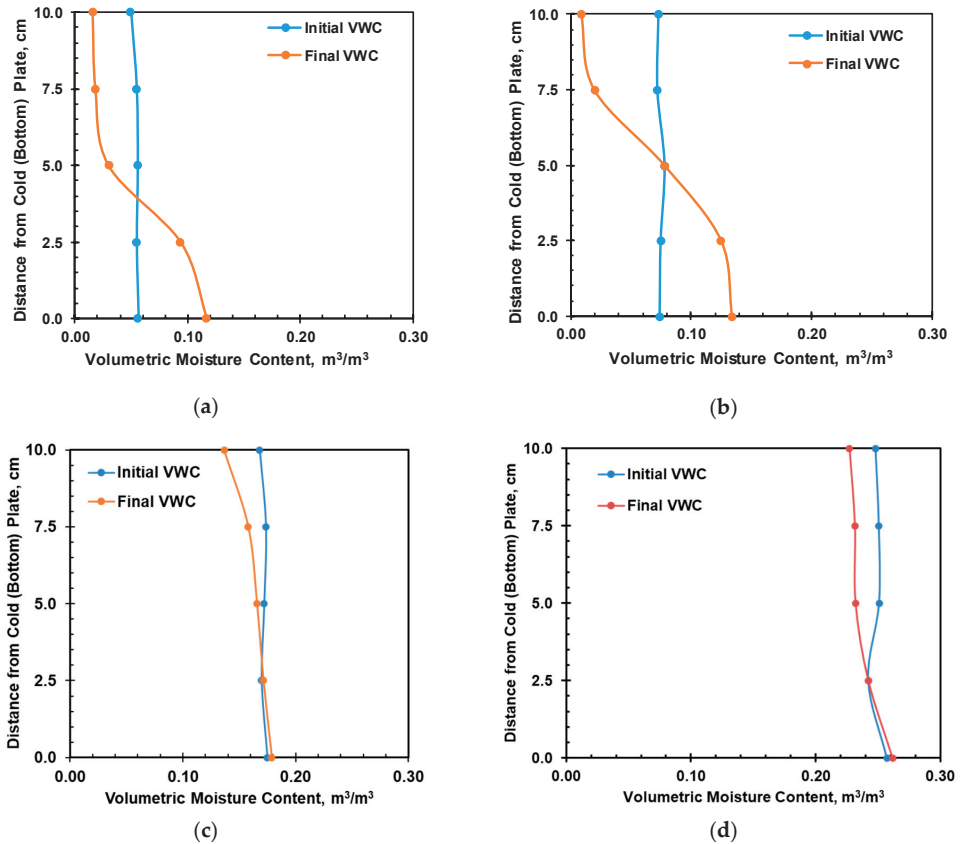 Distance from Cold (Bottom) Plate, cm
10.0
7.5
5.0
2.5
0.0
Initial VWC
Final VWC
0.00
0.10
0.20
0.30
Volumetric Moisture Content, m³/m³
(a)
Distance from Cold (Bottom) Plate, cm
10.0
7.5
5.0
2.5
0.0
Initial VWC
Final VWC
0.00
0.10
0.20
0.30
Volumetric Moisture Content, m³/m³
(b)
Distance from Cold (Bottom) Plate, cm
10.0
7.5
5.0
2.5
0.0
Initial VWC
Final VWC
0.00
0.10
0.20
0.30
Volumetric Moisture Content, m³/m³
(c)
Distance from Cold (Bottom) Plate, cm
10.0
7.5
5.0
2.5
0.0
Initial VWC
Final VWC
0.00
0.10
0.20
0.30
Volumetric Moisture Content, m³/m³
(d)